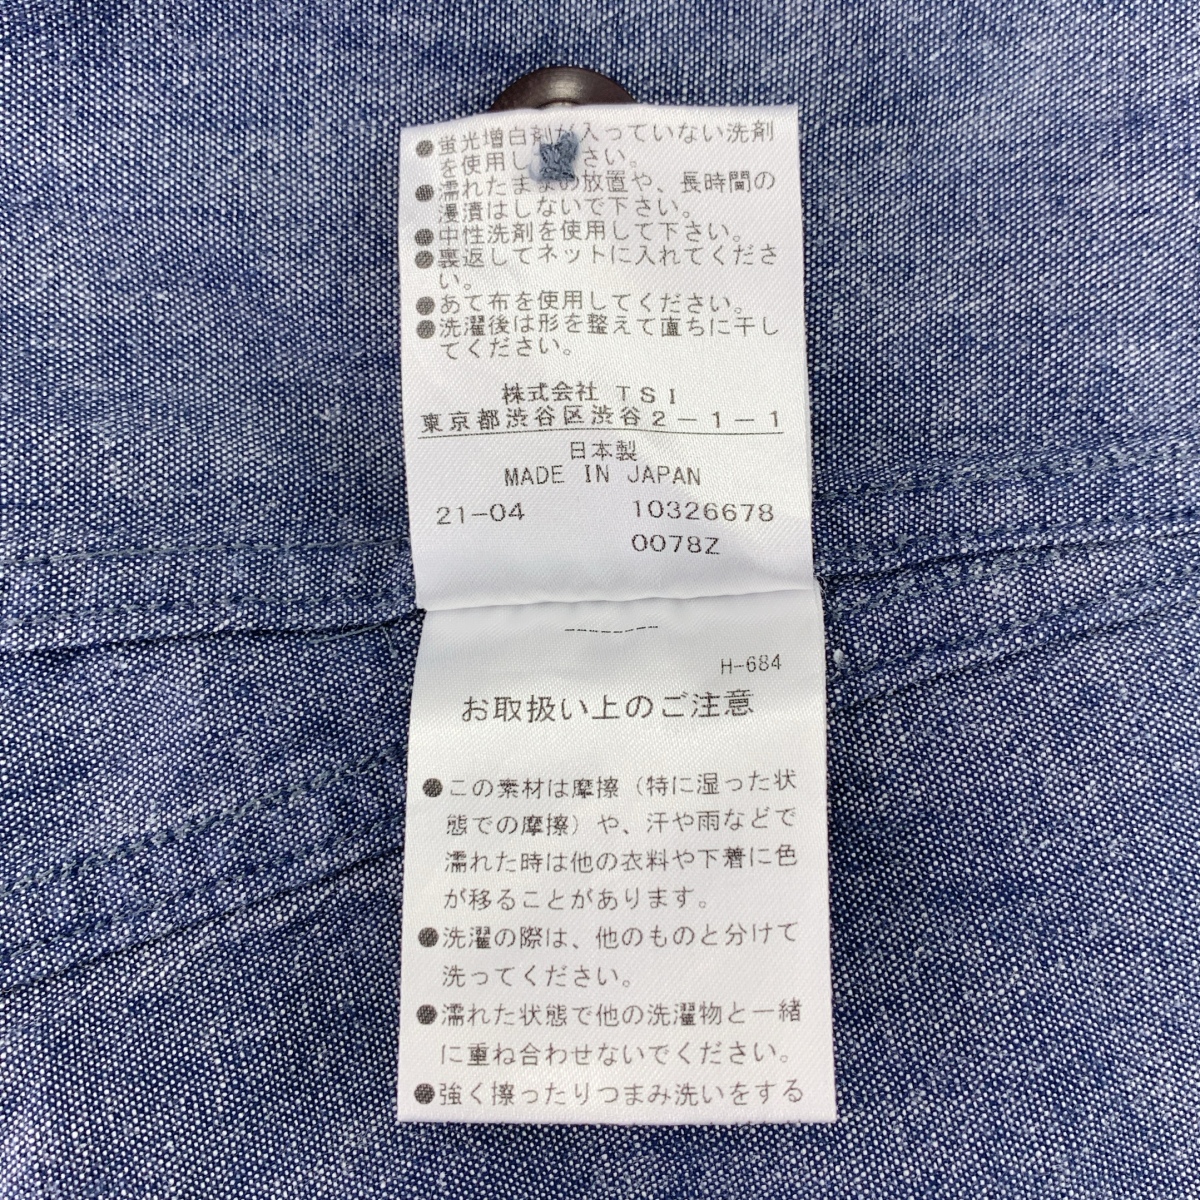 ●蛍光増白剤が入っていない洗剤
を使用し さい。
●濡れたままの放置や、長時間の
浸漬はしないで下さい。
●中性洗剤を使用して下さい。
●裏返してネットに入れてくださ
い。
●あて布を使用してください。
●洗濯後は形を整えて直ちに干し
てください。
株式会社 TSI
東京都渋谷区渋谷2-1-1
日本製
MADE IN JAPAN
21-04 10326678
0078Z
--------
H-684
お取扱い上のご注意
●この素材は摩擦(特に湿った状
態での摩擦)や、汗や雨などで
濡れた時は他の衣料や下着に色
が移ることがあります。
●洗濯の際は、他のものと分けて
洗ってください。
●濡れた状態で他の洗濯物と一緒
に重ね合わせないでください。
●強く擦ったりつまみ洗いをする